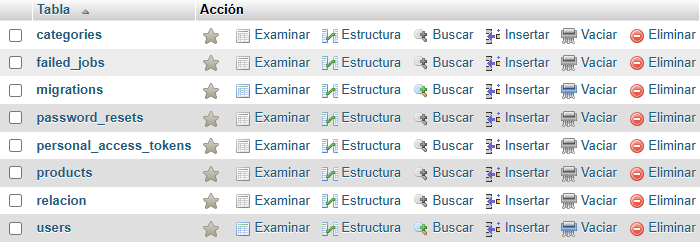 Tabla Acción
categories Examinar Estructura Buscar Insertar Vaciar Eliminar
failed_jobs Examinar Estructura Buscar Insertar Vaciar Eliminar
migrations Examinar Estructura Buscar Insertar Vaciar Eliminar
password_resets Examinar Estructura Buscar Insertar Vaciar Eliminar
personal_access_tokens Examinar Estructura Buscar Insertar Vaciar Eliminar
products Examinar Estructura Buscar Insertar Vaciar Eliminar
relacion Examinar Estructura Buscar Insertar Vaciar Eliminar
users Examinar Estructura Buscar Insertar Vaciar Eliminar